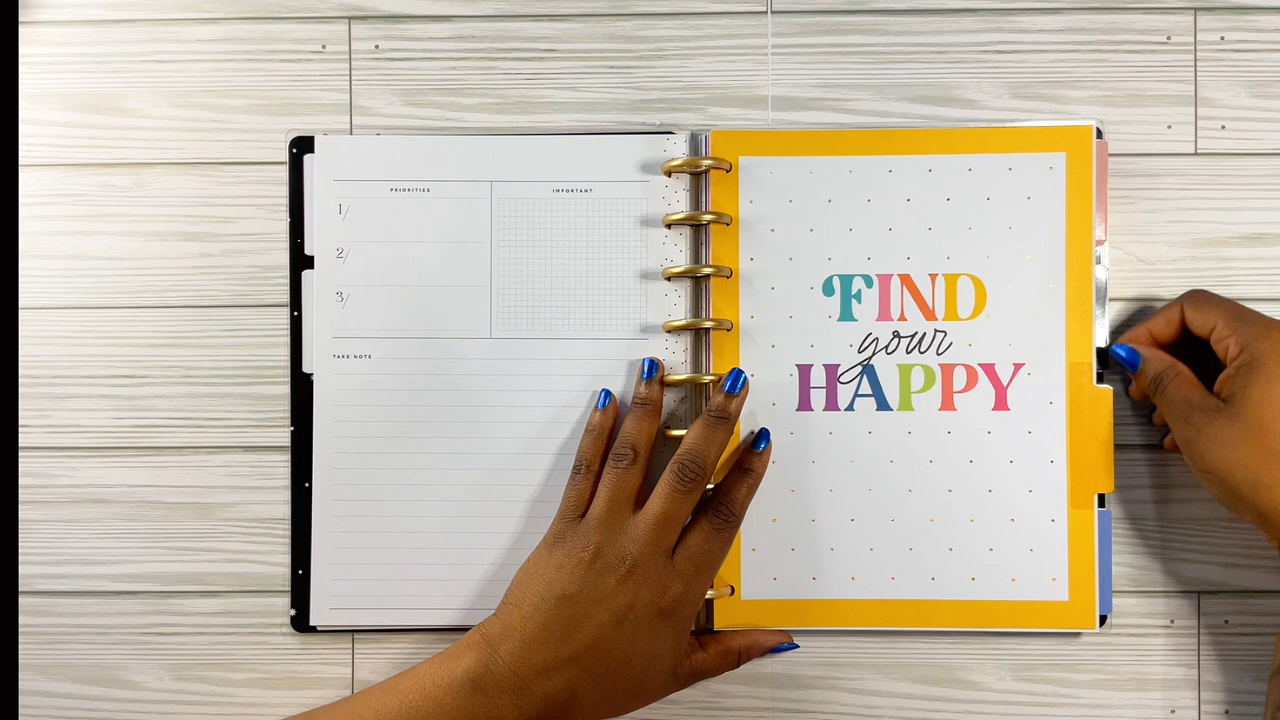 PRIORITIES
IMPORTANT
1/
2/
3/
TAKE NOTE
FIND
your
HAPPY